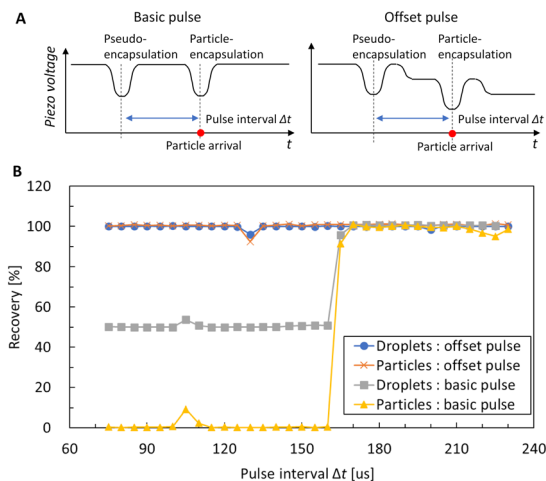 A
Basic pulse
Offset pulse
Pseudo-
encapsulation
Particle-
encapsulation
Pseudo-
encapsulation
Particle-
encapsulation
Piezo voltage
Pulse interval Δt
Pulse interval Δt
t
t
Particle arrival
Particle arrival
B
120
100
80
60
40
20
0
Recovery [%]
Droplets : offset pulse
Particles : offset pulse
Droplets : basic pulse
Particles : basic pulse
60
90
120
150
180
210
240
Pulse interval Δt [us]